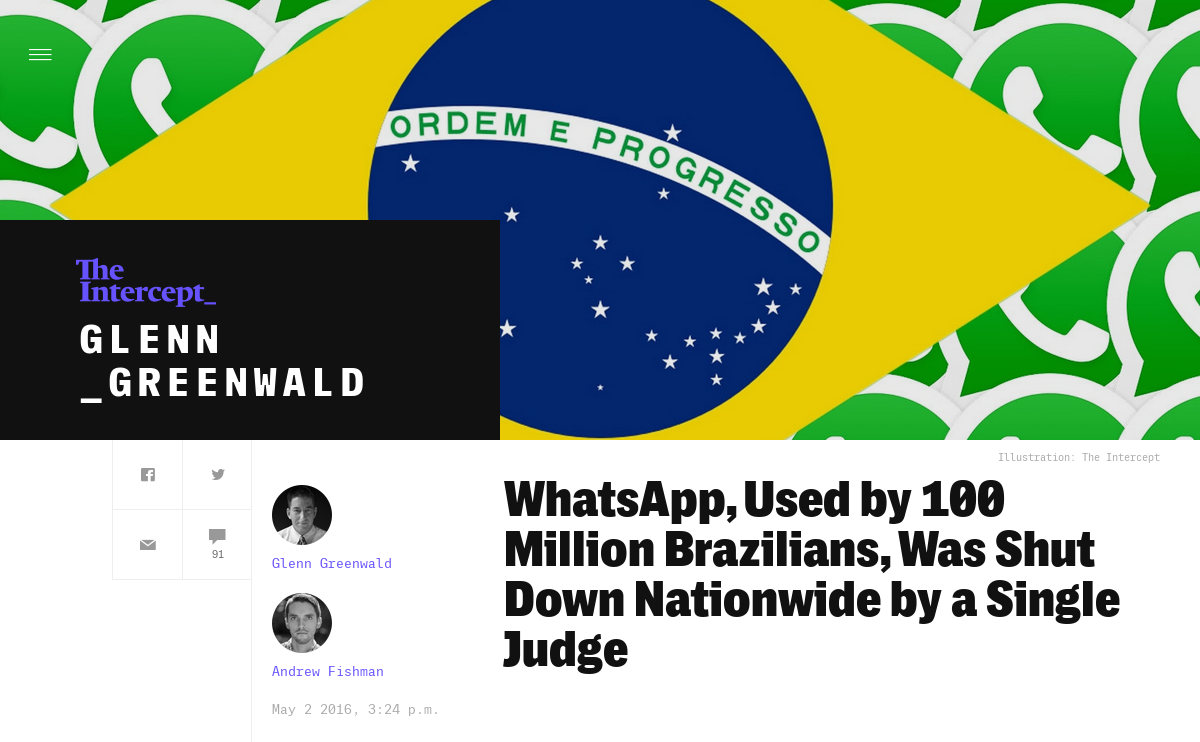 ORDEM E PROGRESSO
The
Intercept_
GLENN
_GREENWALD
Illustration: The Intercept
91
Glenn Greenwald
Andrew Fishman
May 2 2016, 3:24 p.m.
WhatsApp, Used by 100
Million Brazilians, Was Shut
Down Nationwide by a Single
Judge